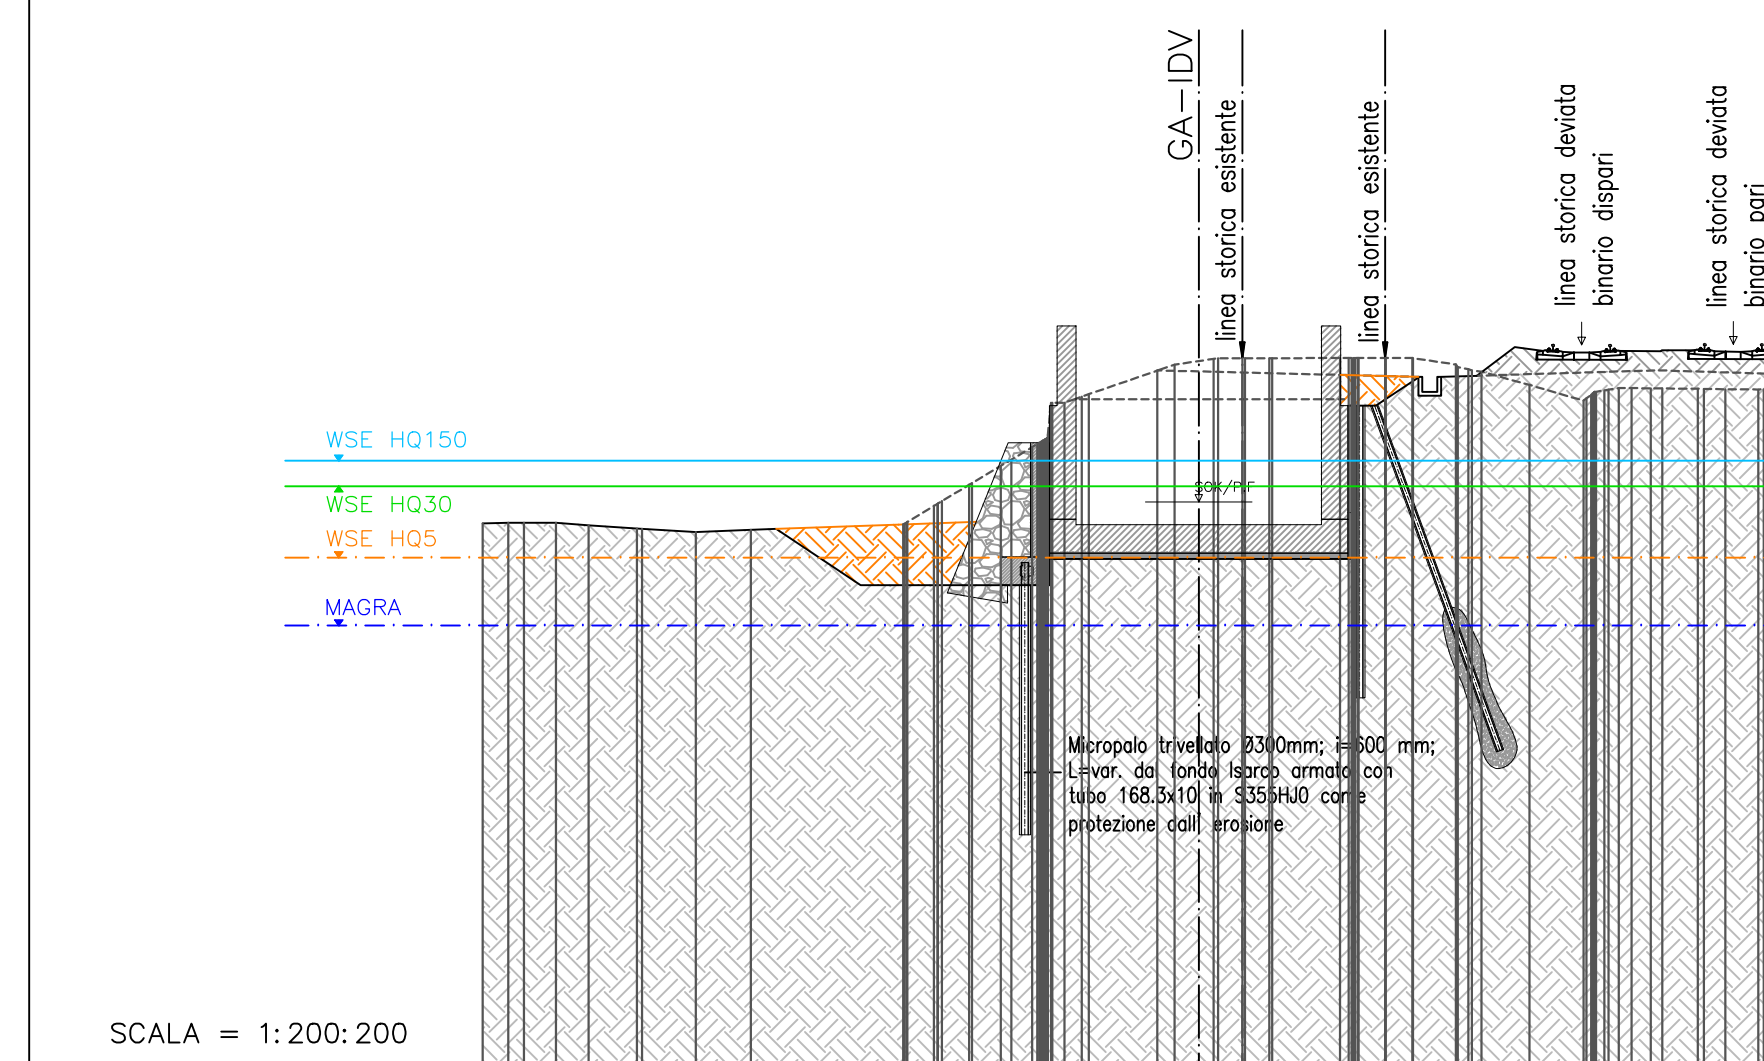 GA-IDV
linea storica esistente
linea storica esistente
linea storica deviata
binario dispari
linea storica deviata
binario pari
WSE HQ150
WSE HQ30
WSE HQ5
MAGRA
SOK/P.F
Micropalo trivellato Ø300mm; i=600 mm;
L=var. da fondo Isarco armato con
tubo 168.3x10 in S355HJ0 come
protezione dall' erosione
SCALA = 1:200:200